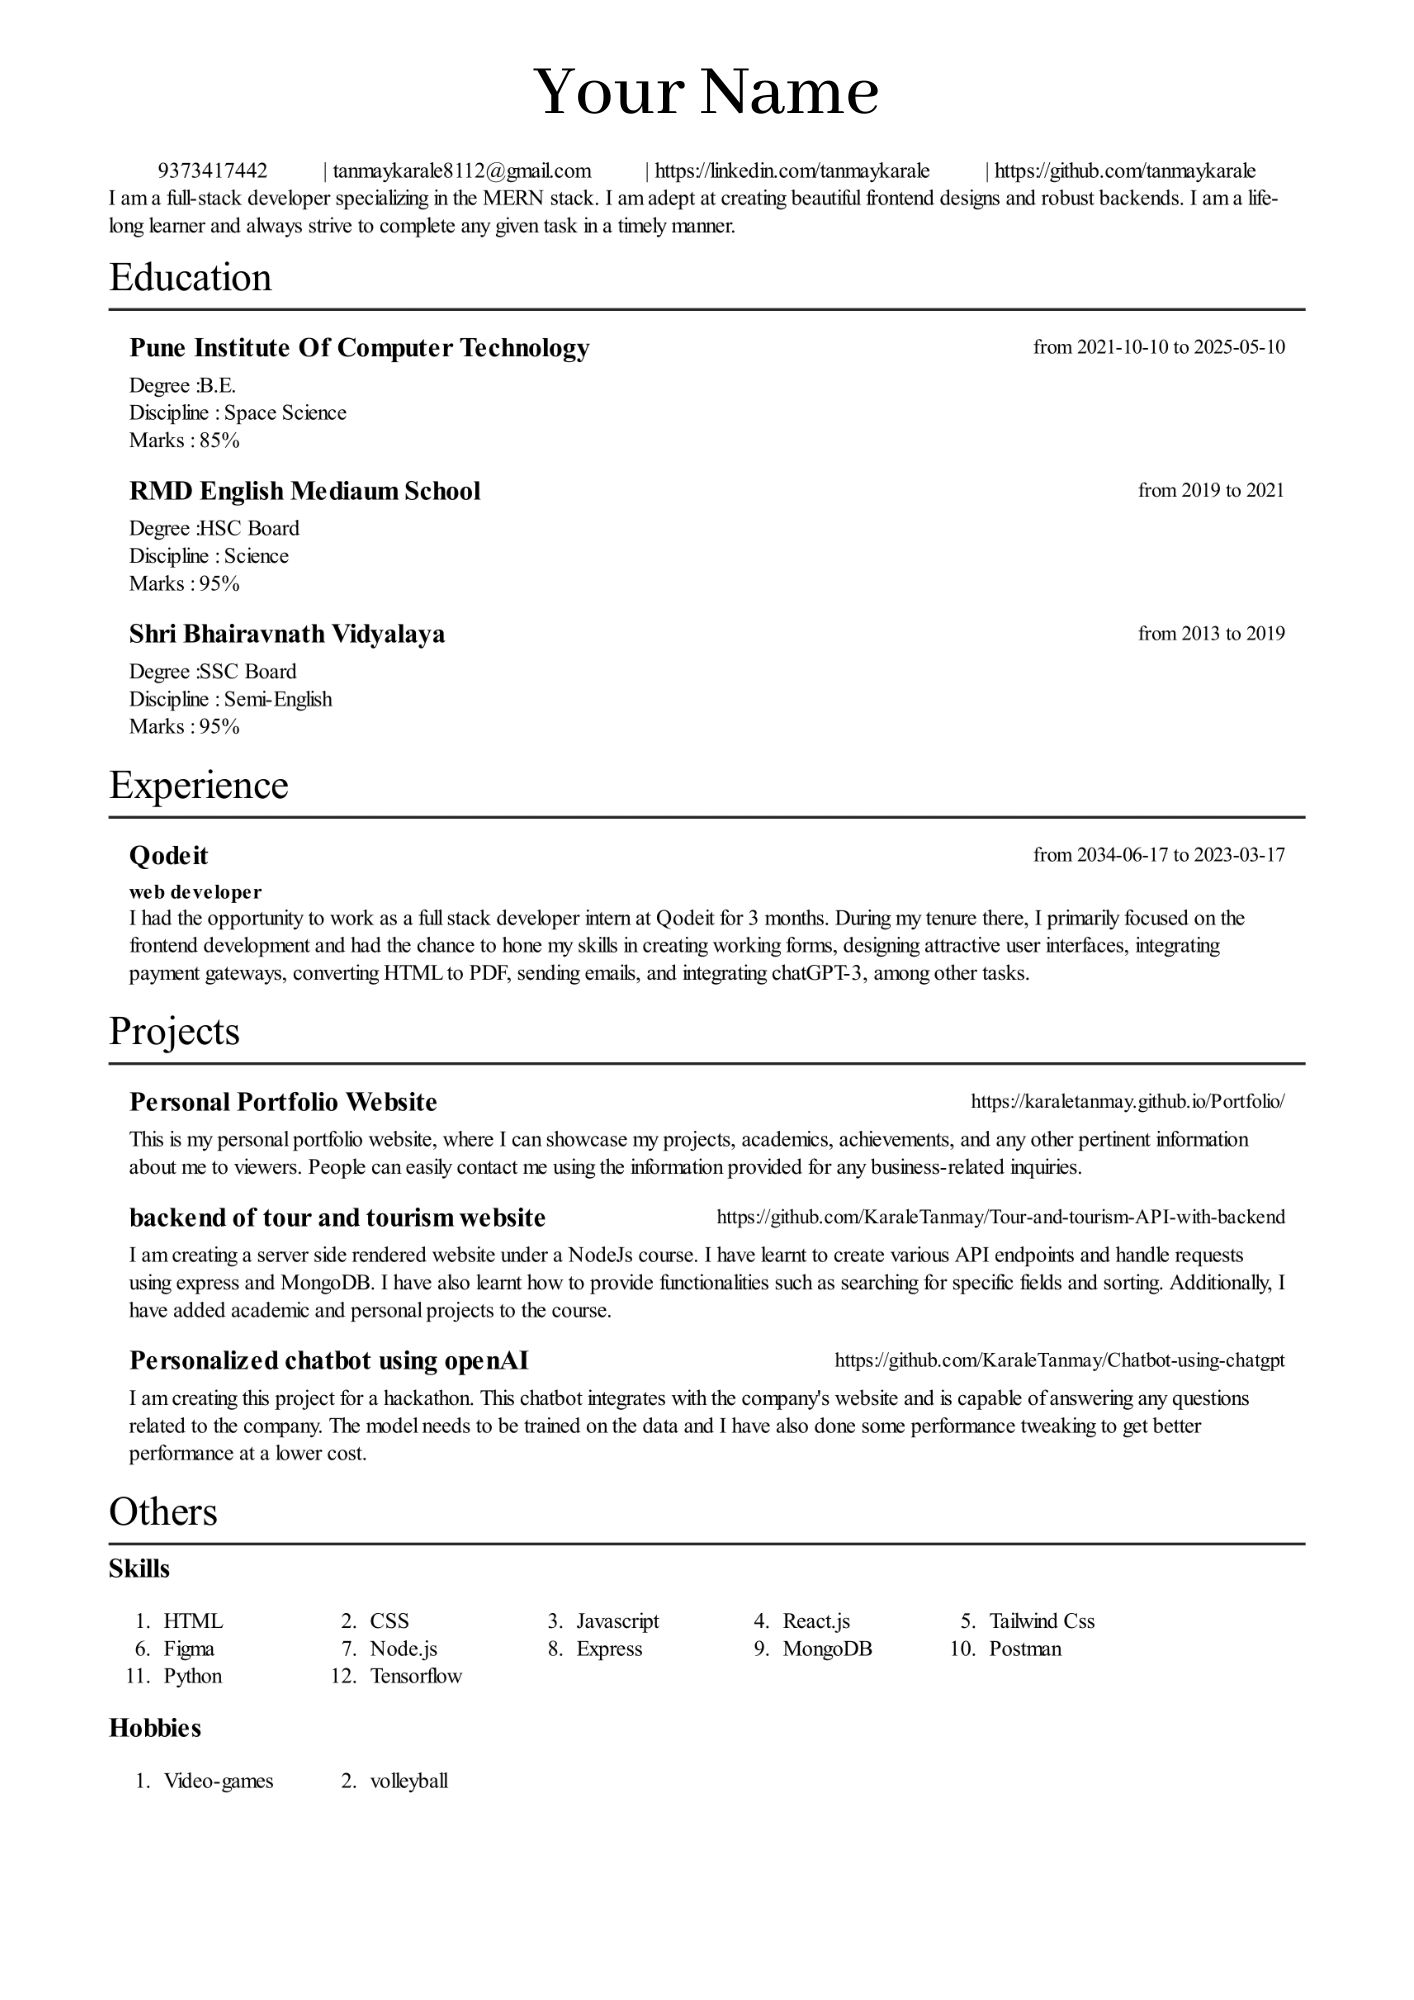 Your Name
9373417442 | tanmaykarale8112@gmail.com | https://linkedin.com/tanmaykarale | https://github.com/tanmaykarale
I am a full-stack developer specializing in the MERN stack. I am adept at creating beautiful frontend designs and robust backends. I am a life-
long learner and always strive to complete any given task in a timely manner.
Education
Pune Institute Of Computer Technology from 2021-10-10 to 2025-05-10
Degree :B.E.
Discipline : Space Science
Marks : 85%
RMD English Mediaum School from 2019 to 2021
Degree :HSC Board
Discipline : Science
Marks : 95%
Shri Bhairavnath Vidyalaya from 2013 to 2019
Degree :SSC Board
Discipline : Semi-English
Marks : 95%
Experience
Qodeit from 2034-06-17 to 2023-03-17
web developer
I had the opportunity to work as a full stack developer intern at Qodeit for 3 months. During my tenure there, I primarily focused on the
frontend development and had the chance to hone my skills in creating working forms, designing attractive user interfaces, integrating
payment gateways, converting HTML to PDF, sending emails, and integrating chatGPT-3, among other tasks.
Projects
Personal Portfolio Website https://karaletanmay.github.io/Portfolio/
This is my personal portfolio website, where I can showcase my projects, academics, achievements, and any other pertinent information
about me to viewers. People can easily contact me using the information provided for any business-related inquiries.
backend of tour and tourism website https://github.com/KaraleTanmay/Tour-and-tourism-API-with-backend
I am creating a server side rendered website under a NodeJs course. I have learnt to create various API endpoints and handle requests
using express and MongoDB. I have also learnt how to provide functionalities such as searching for specific fields and sorting. Additionally, I
have added academic and personal projects to the course.
Personalized chatbot using openAI https://github.com/KaraleTanmay/Chatbot-using-chatgpt
I am creating this project for a hackathon. This chatbot integrates with the company's website and is capable of answering any questions
related to the company. The model needs to be trained on the data and I have also done some performance tweaking to get better
performance at a lower cost.
Others
Skills
1. HTML 2. CSS 3. Javascript 4. React.js 5. Tailwind Css
6. Figma 7. Node.js 8. Express 9. MongoDB 10. Postman
11. Python 12. Tensorflow
Hobbies
1. Video-games 2. volleyball